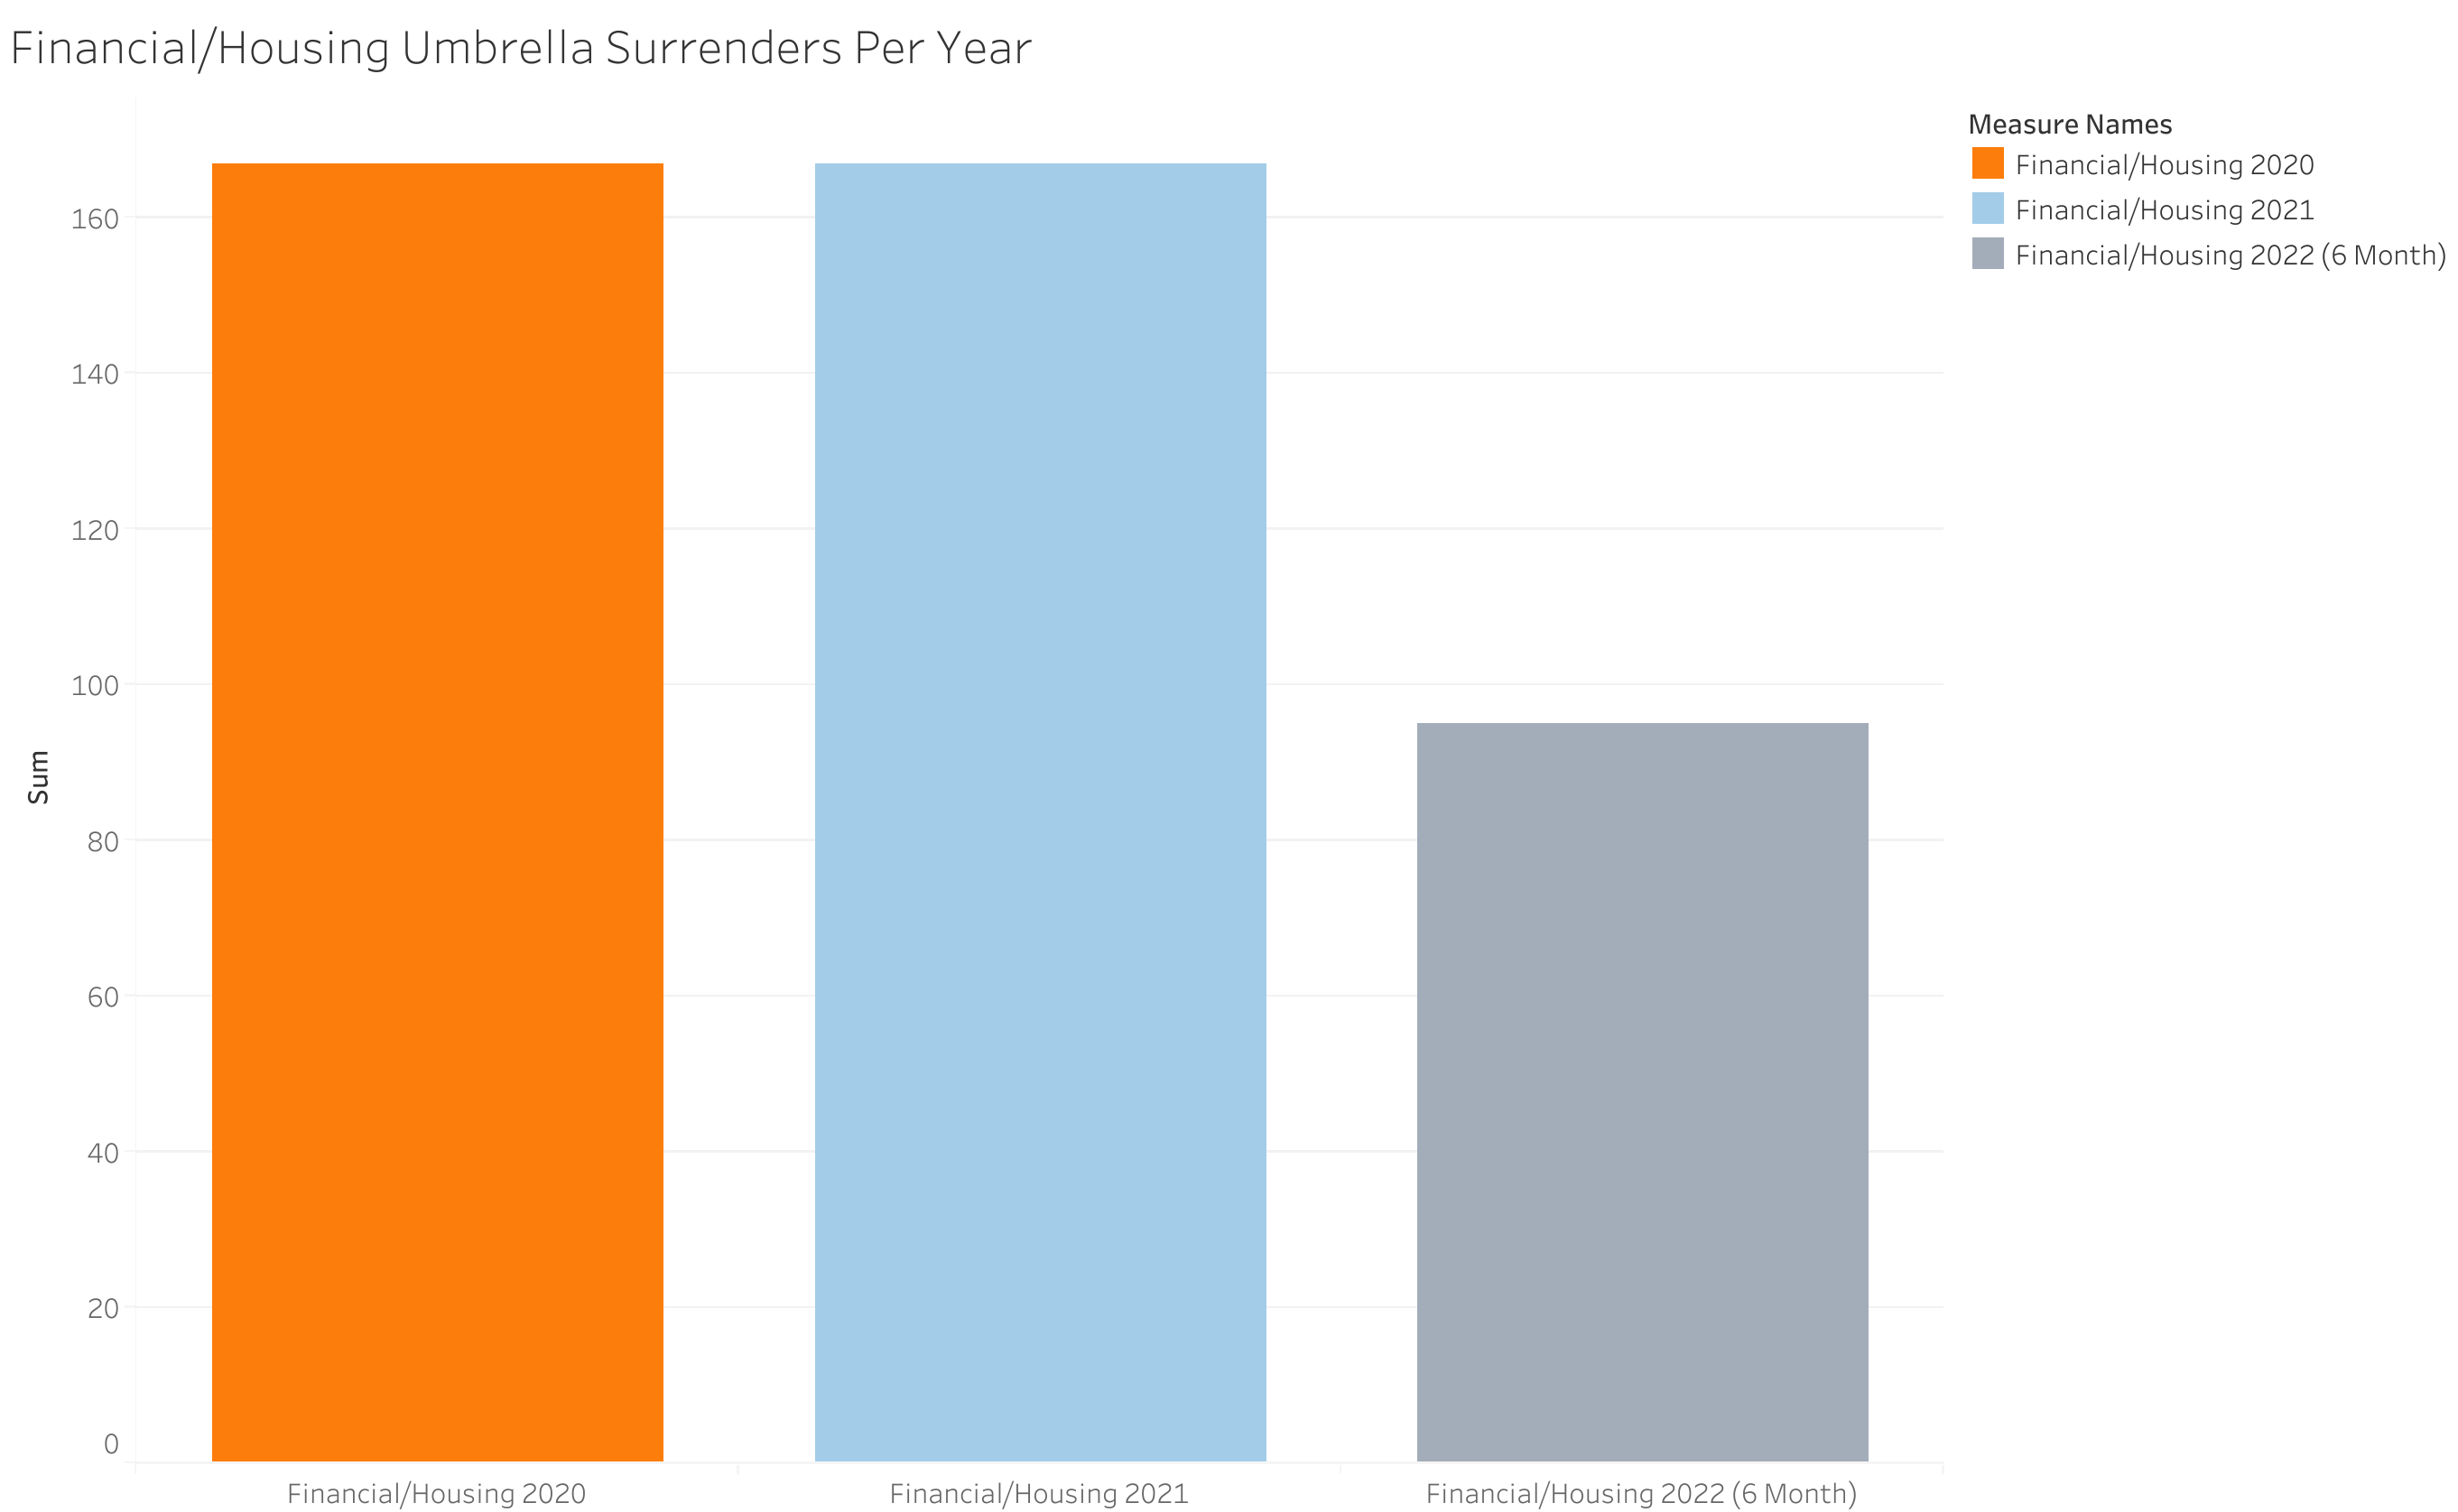 Financial/Housing Umbrella Surrenders Per Year
Measure Names
Financial/Housing 2020
Financial/Housing 2021
Financial/Housing 2022 (6 Month)
160
140
120
100
80
60
40
20
0
Sum
Financial/Housing 2020
Financial/Housing 2021
Financial/Housing 2022 (6 Month)